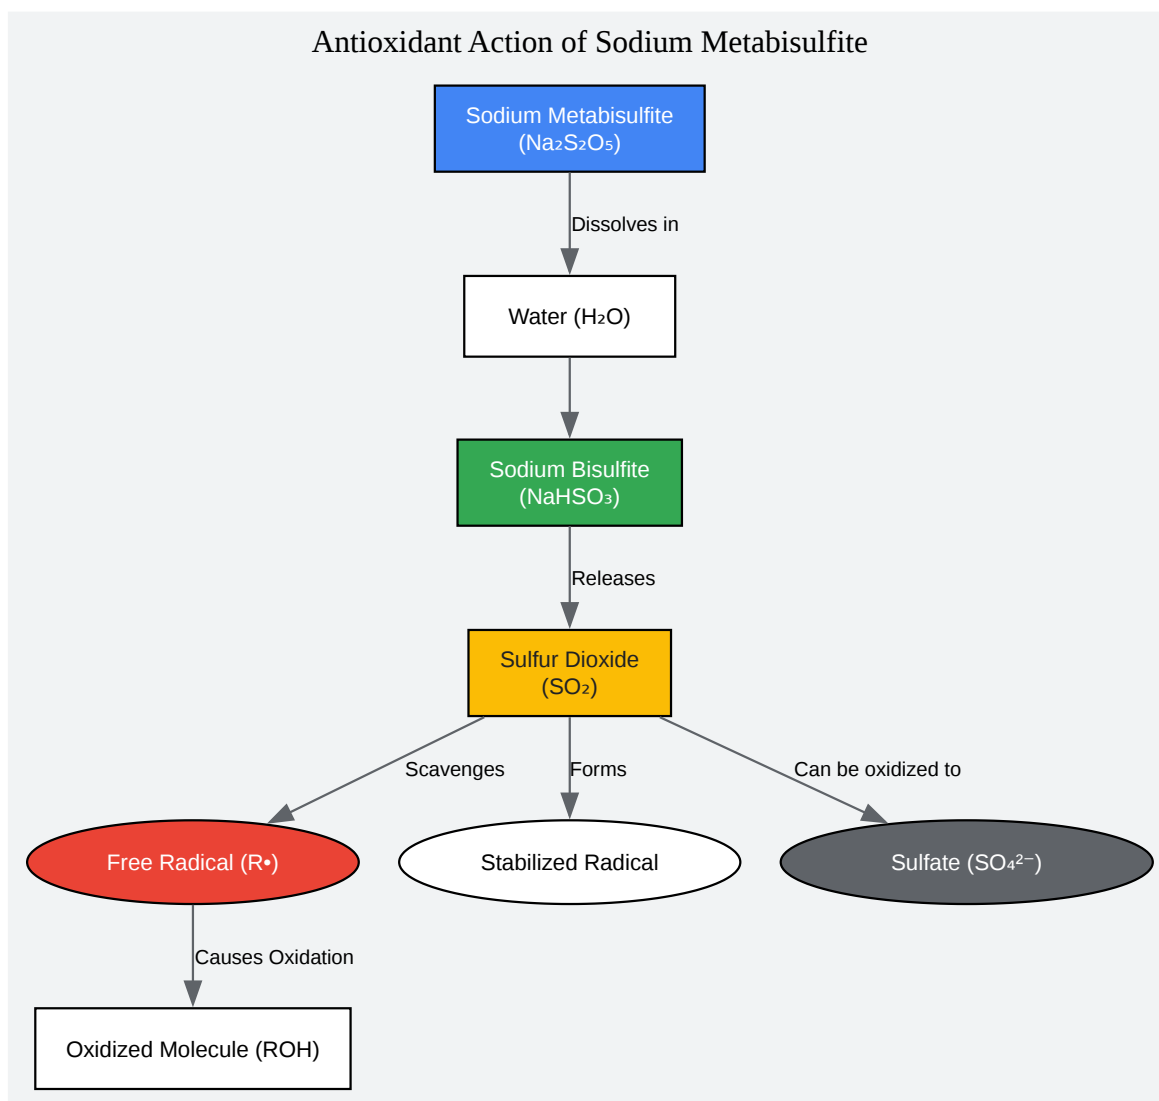 Antioxidant Action of Sodium Metabisulfite
Sodium Metabisulfite
(Na₂S₂O₅)
Dissolves in
Water (H₂O)
Sodium Bisulfite
(NaHSO₃)
Releases
Sulfur Dioxide
(SO₂)
Scavenges
Forms
Can be oxidized to
Free Radical (R•)
Stabilized Radical
Sulfate (SO₄²⁻)
Causes Oxidation
Oxidized Molecule (ROH)